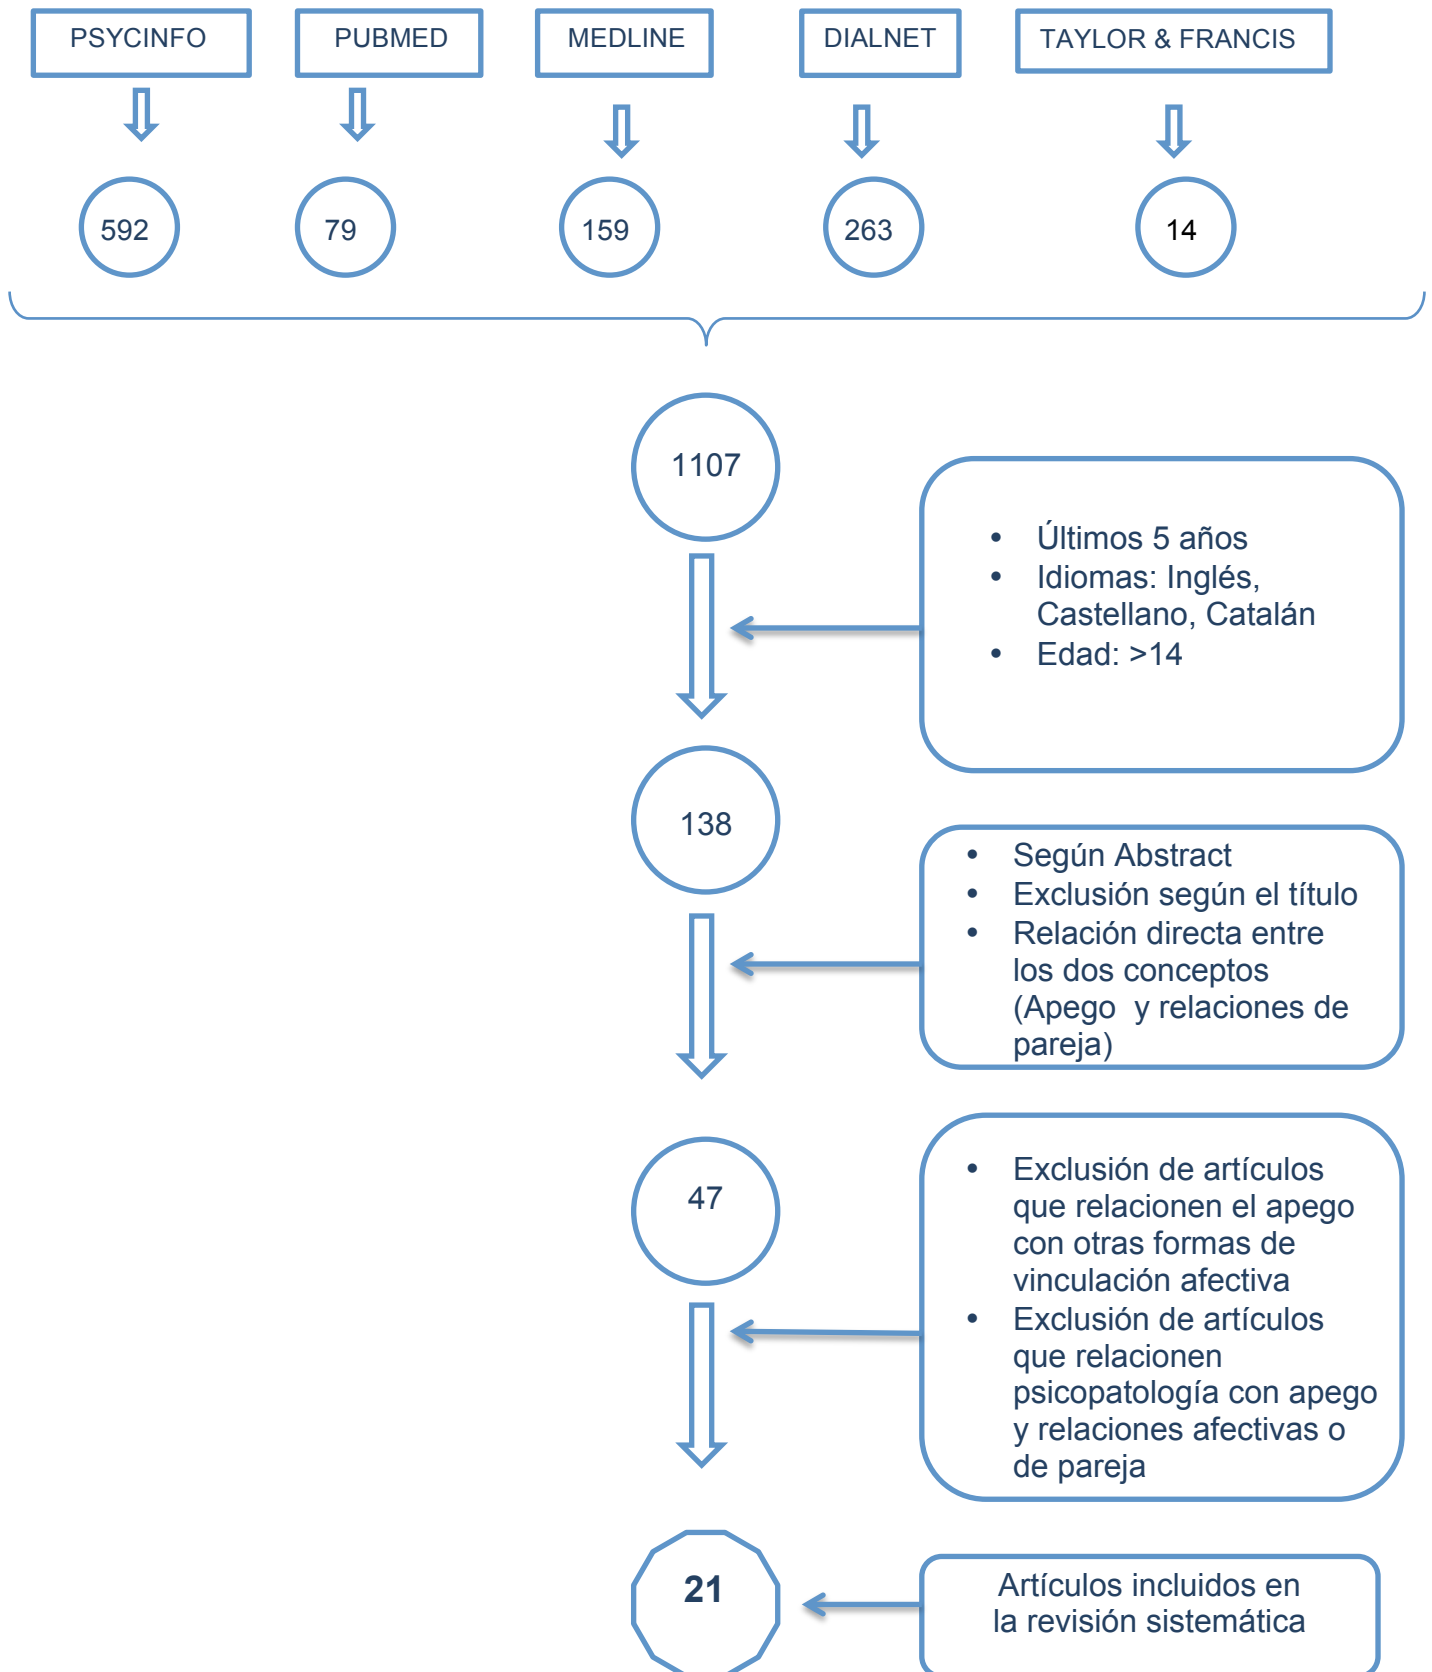 PSYCINFO
PUBMED
MEDLINE
DIALNET
TAYLOR & FRANCIS
592
79
159
263
14
1107
• Últimos 5 años
• Idiomas: Inglés,
Castellano, Catalán
• Edad: >14
138
• Según Abstract
• Exclusión según el título
• Relación directa entre
los dos conceptos
(Apego y relaciones de
pareja)
47
• Exclusión de artículos
que relacionen el apego
con otras formas de
vinculación afectiva
• Exclusión de artículos
que relacionen
psicopatología con apego
y relaciones afectivas o
de pareja
21
Artículos incluidos en
la revisión sistemática